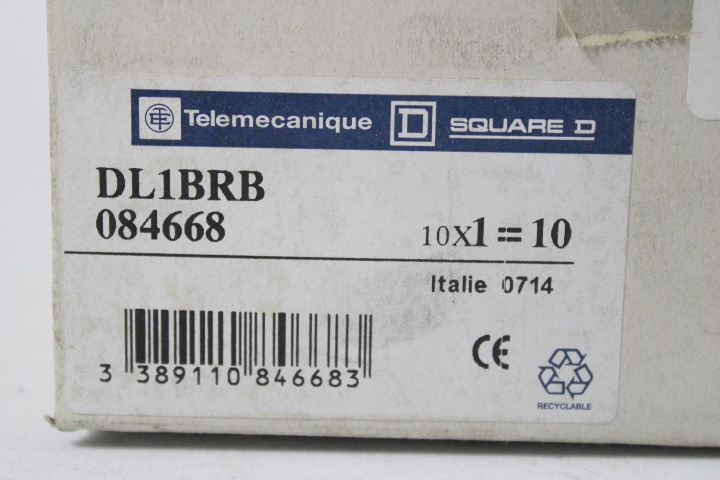 Telemecanique D SQUARE D
DL1BRB
084668
10X1 = 10
Italie 0714
3 389110 846683
CE
RECYCLABLE